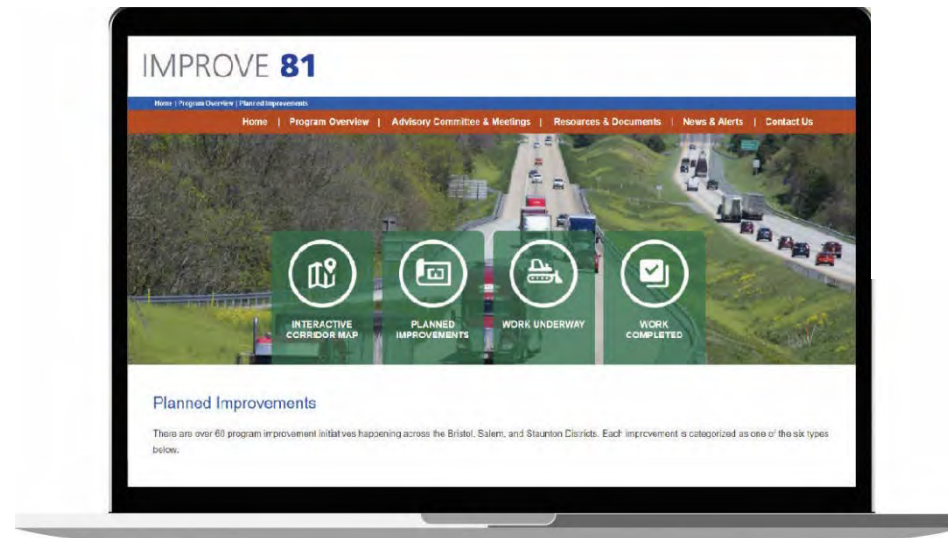 IMPROVE 81
Home | Program Overview | Planned Improvements
Home | Program Overview | Advisory Committee & Meetings | Resources & Documents | News & Alerts | Contact Us
INTERACTIVE
CORRIDOR MAP
PLANNED
IMPROVEMENTS
WORK UNDERWAY
WORK
COMPLETED
Planned Improvements
There are over 60 program improvement initiatives happening across the Bristol, Salem, and Staunton Districts. Each improvement is categorized as one of the six types
below.